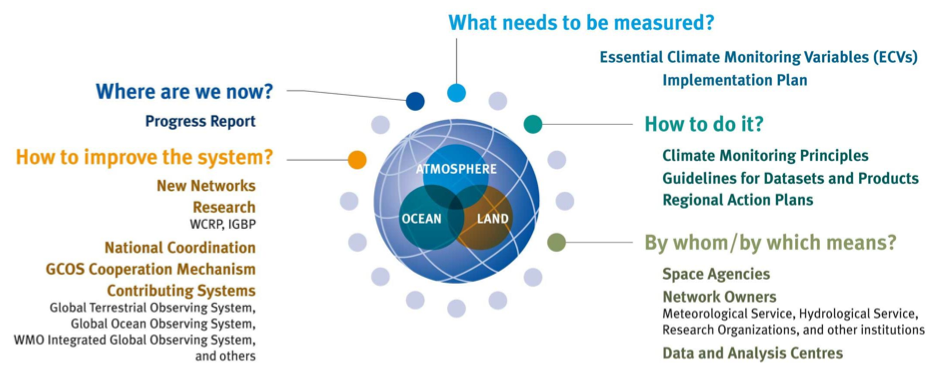 What needs to be measured?
Essential Climate Monitoring Variables (ECVs)
Implementation Plan
Where are we now?
Progress Report
How to do it?
Climate Monitoring Principles
Guidelines for Datasets and Products
Regional Action Plans
How to improve the system?
New Networks
Research
WCRP, IGBP
National Coordination
GCOS Cooperation Mechanism
Contributing Systems
Global Terrestrial Observing System,
Global Ocean Observing System,
WMO Integrated Global Observing System,
and others
ATMOSPHERE
OCEAN
LAND
By whom/by which means?
Space Agencies
Network Owners
Meteorological Service, Hydrological Service,
Research Organizations, and other institutions
Data and Analysis Centres